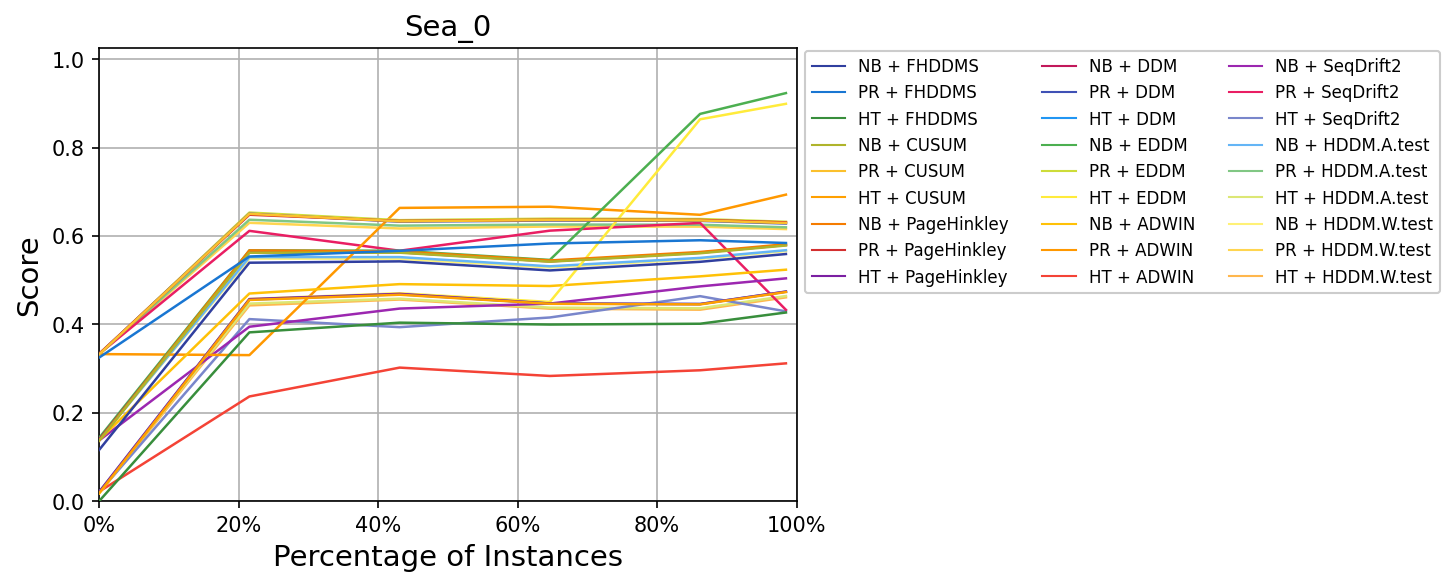 Sea_0
1.0
0.8
0.6
0.4
0.2
0.0
Score
0% 20% 40% 60% 80% 100%
Percentage of Instances
NB + FHDDMS
PR + FHDDMS
HT + FHDDMS
NB + CUSUM
PR + CUSUM
HT + CUSUM
NB + PageHinkley
PR + PageHinkley
HT + PageHinkley
NB + DDM
PR + DDM
HT + DDM
NB + EDDM
PR + EDDM
HT + EDDM
NB + ADWIN
PR + ADWIN
HT + ADWIN
NB + SeqDrift2
PR + SeqDrift2
HT + SeqDrift2
NB + HDDM.A.test
PR + HDDM.A.test
HT + HDDM.A.test
NB + HDDM.W.test
PR + HDDM.W.test
HT + HDDM.W.test